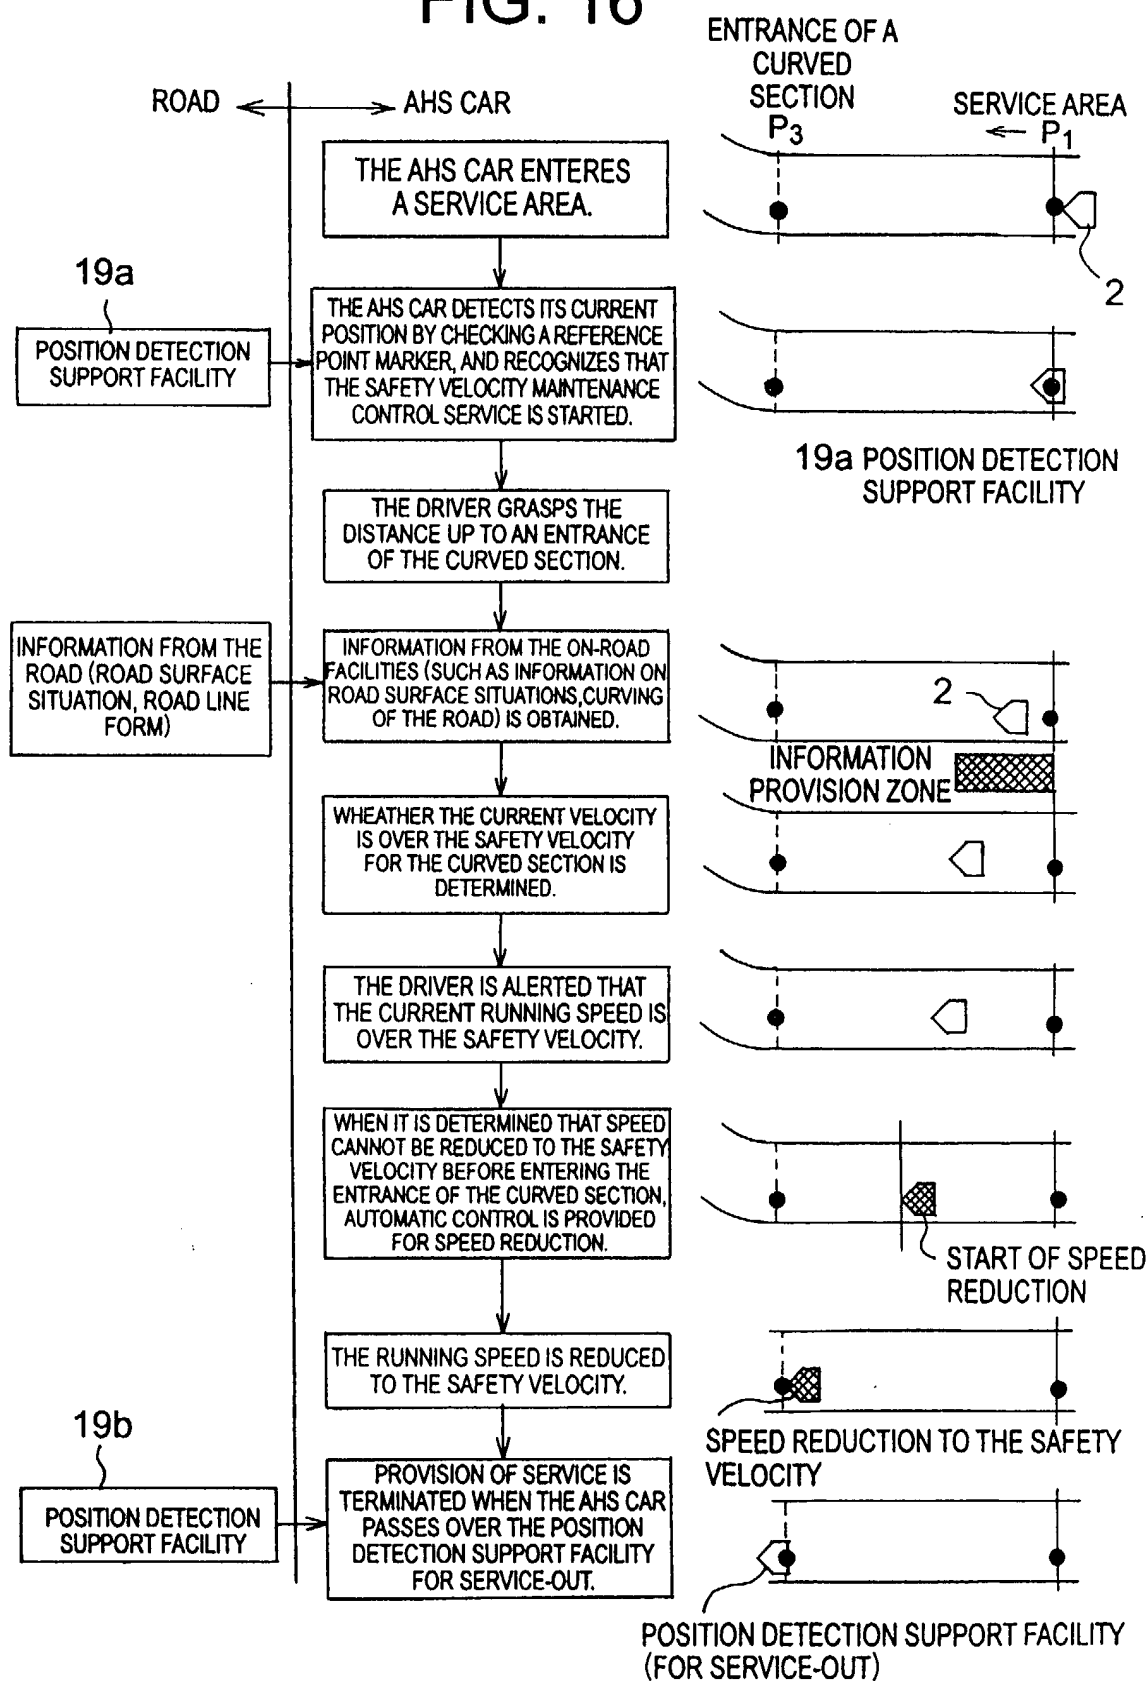 FIG. 16
ENTRANCE OF A
CURVED
SECTION
P3
SERVICE AREA
← P1
ROAD
AHS CAR
THE AHS CAR ENTERES
A SERVICE AREA.
2
19a
POSITION DETECTION
SUPPORT FACILITY
THE AHS CAR DETECTS ITS CURRENT
POSITION BY CHECKING A REFERENCE
POINT MARKER, AND RECOGNIZES THAT
THE SAFETY VELOCITY MAINTENANCE
CONTROL SERVICE IS STARTED.
19a POSITION DETECTION
SUPPORT FACILITY
THE DRIVER GRASPS THE
DISTANCE UP TO AN ENTRANCE
OF THE CURVED SECTION.
INFORMATION FROM THE
ROAD (ROAD SURFACE
SITUATION, ROAD LINE
FORM)
INFORMATION FROM THE ON-ROAD
FACILITIES (SUCH AS INFORMATION ON
ROAD SURFACE SITUATIONS,CURVING
OF THE ROAD) IS OBTAINED.
2
INFORMATION
PROVISION ZONE
WHEATHER THE CURRENT VELOCITY
IS OVER THE SAFETY VELOCITY
FOR THE CURVED SECTION IS
DETERMINED.
THE DRIVER IS ALERTED THAT
THE CURRENT RUNNING SPEED IS
OVER THE SAFETY VELOCITY.
WHEN IT IS DETERMINED THAT SPEED
CANNOT BE REDUCED TO THE SAFETY
VELOCITY BEFORE ENTERING THE
ENTRANCE OF THE CURVED SECTION,
AUTOMATIC CONTROL IS PROVIDED
FOR SPEED REDUCTION.
START OF SPEED
REDUCTION
THE RUNNING SPEED IS REDUCED
TO THE SAFETY VELOCITY.
SPEED REDUCTION TO THE SAFETY
VELOCITY
19b
POSITION DETECTION
SUPPORT FACILITY
PROVISION OF SERVICE IS
TERMINATED WHEN THE AHS CAR
PASSES OVER THE POSITION
DETECTION SUPPORT FACILITY
FOR SERVICE-OUT.
POSITION DETECTION SUPPORT FACILITY
(FOR SERVICE-OUT)